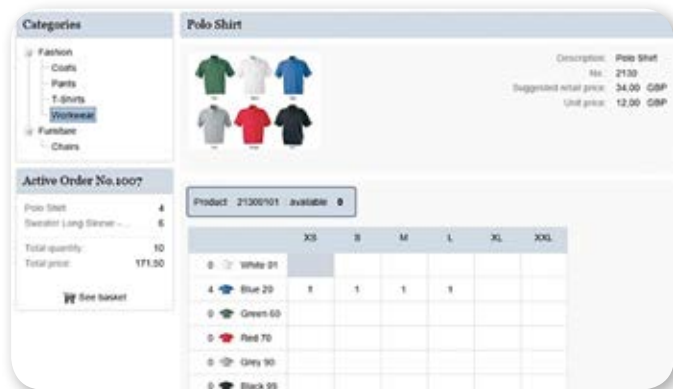 Categories
Fashion
Coats
Pants
T-Shirts
Workwear
Furniture
Chairs
Active Order No.1007
Polo Shirt 4
Sweater Long Sleeve - ... 6
Total quantity: 10
Total price: 171.50
See basket
Polo Shirt
Description: Polo Shirt
No.: 2130
Suggested retail price: 34,00 GBP
Unit price: 12,00 GBP
Product 21300101 available 0
XS S M L XL XXL
0 White 01
4 Blue 20 1 1 1 1
0 Green 60
0 Red 70
0 Grey 90
0 Black 99